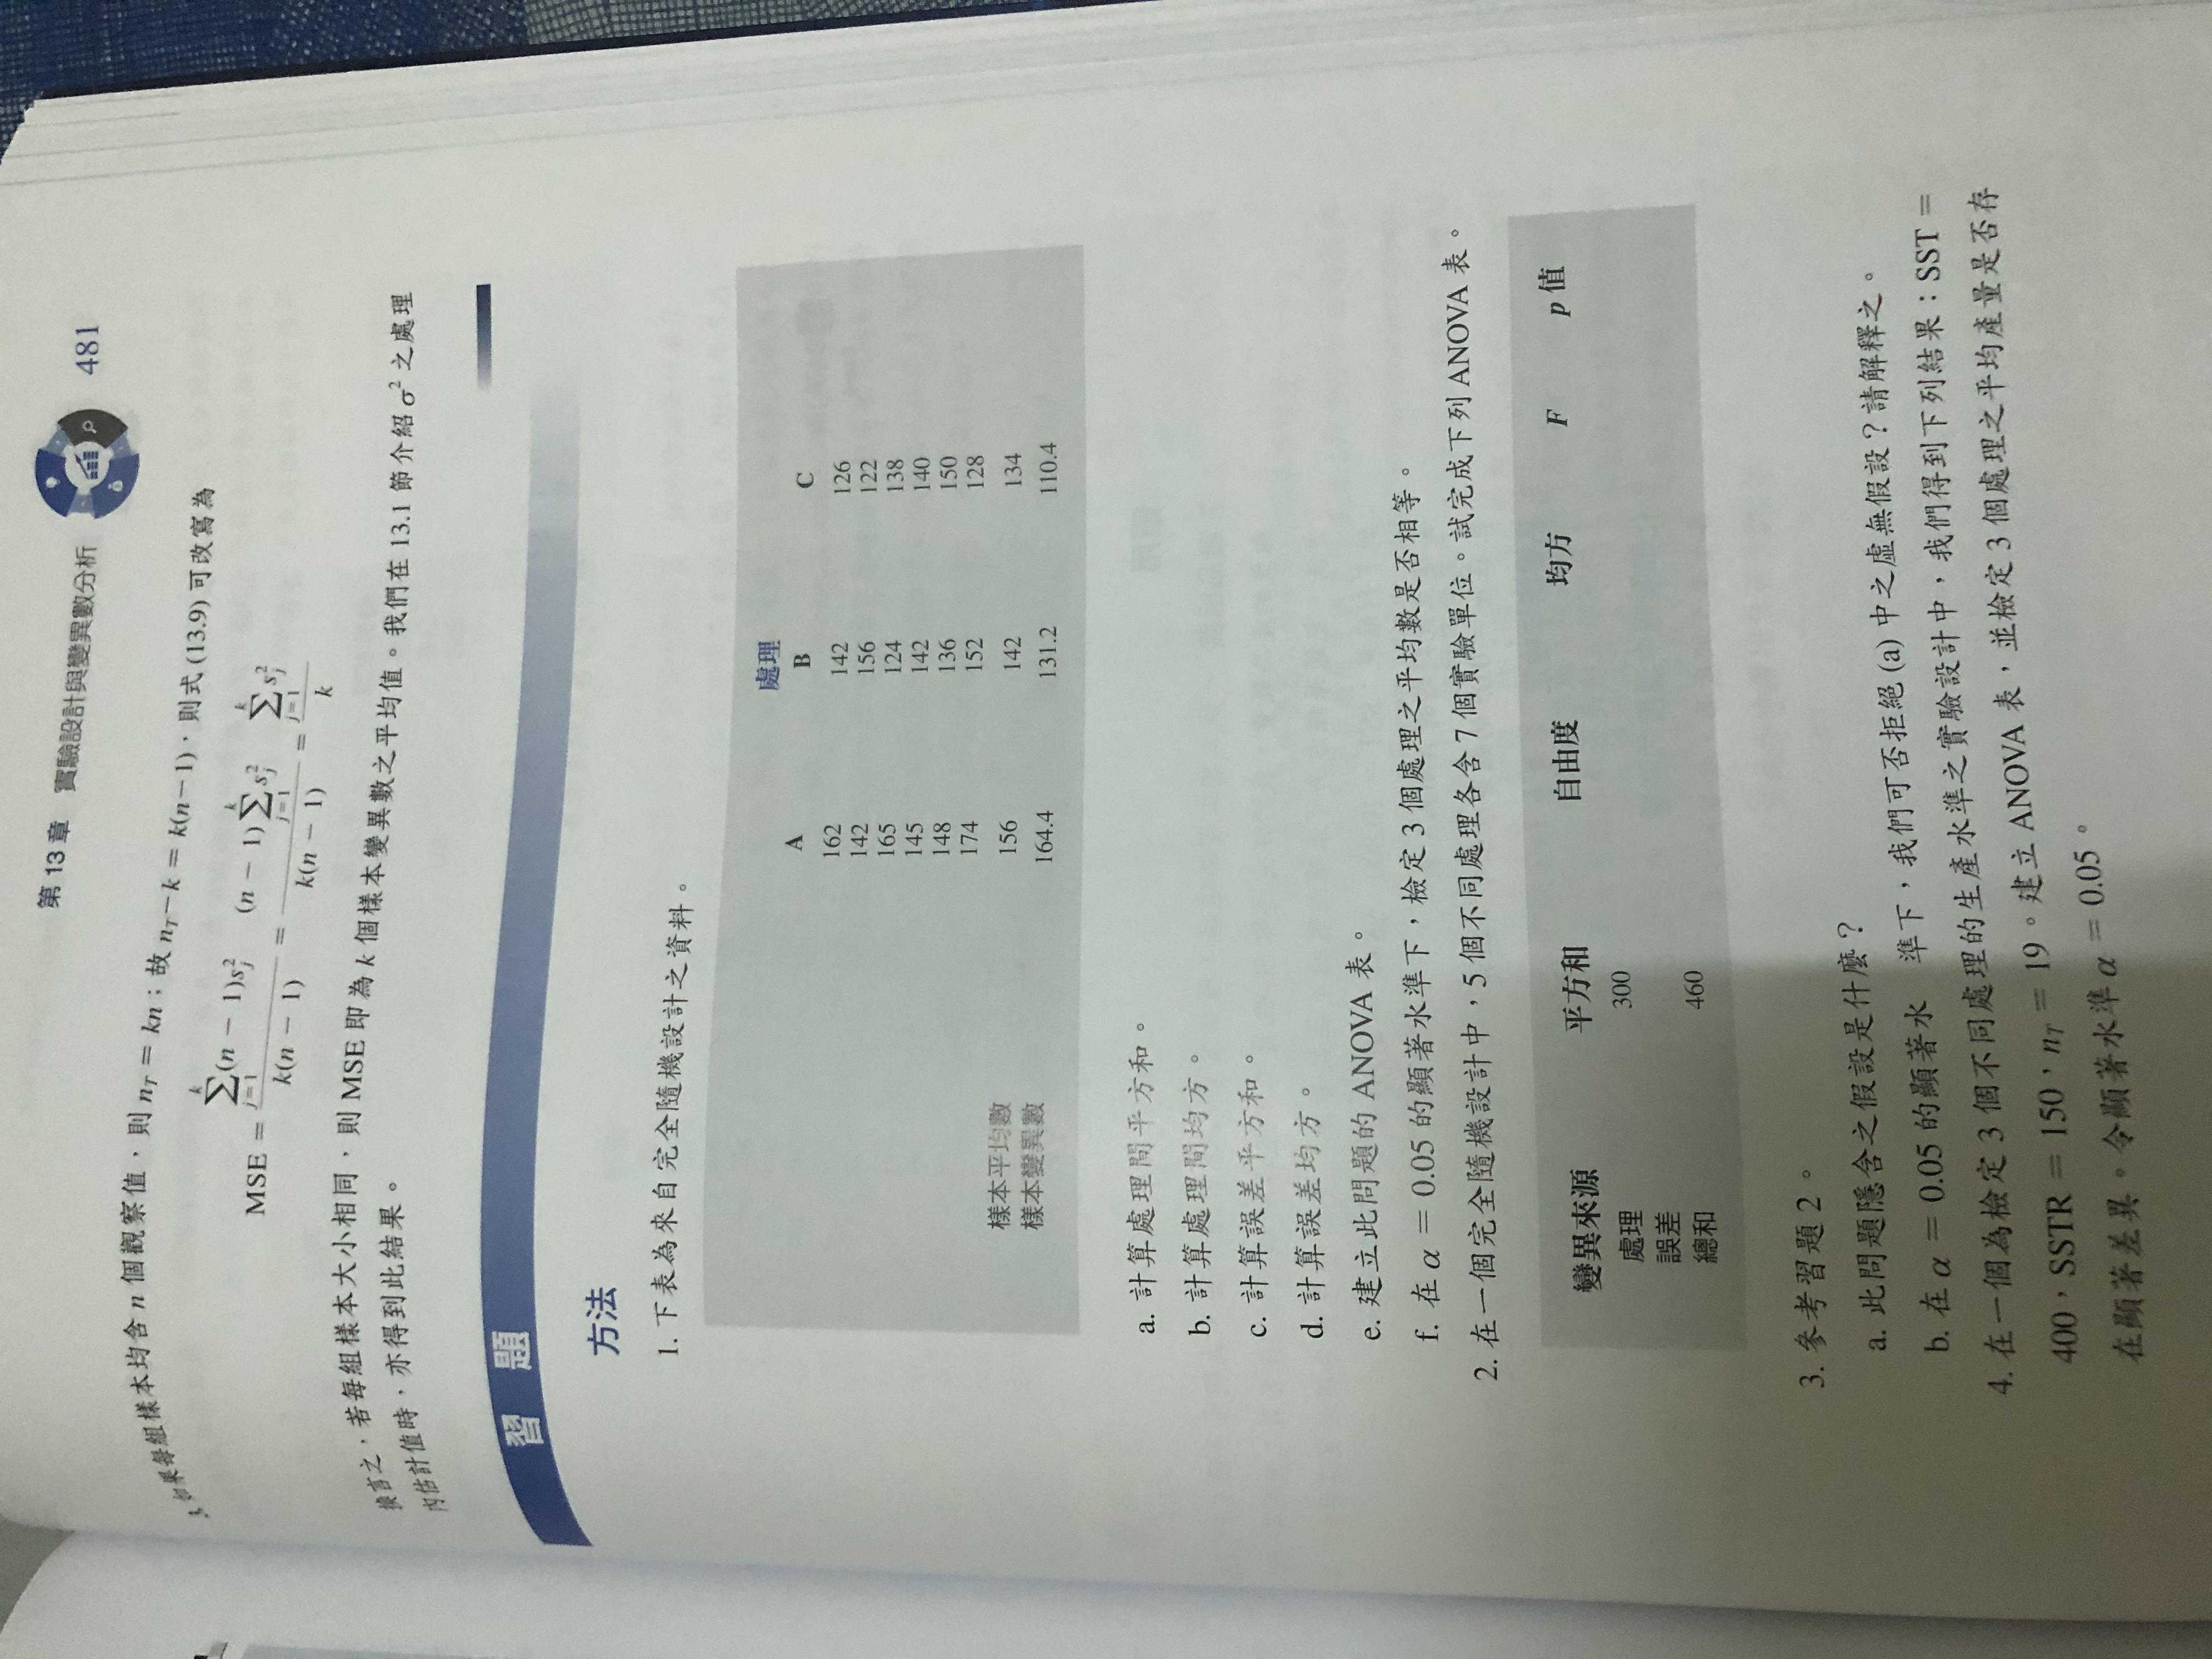 第 13 章 實驗設計與變異數分析 481
3. 如果每組樣本均含 n 個觀察值,則 n_T = kn;故 n_T − k = k(n−1),則式 (13.9) 可改寫為
MSE = \frac{\sum_{j=1}^{k}(n − 1)s_j^2}{k(n − 1)} = \frac{(n − 1)\sum_{j=1}^{k}s_j^2}{k(n − 1)} = \frac{\sum_{j=1}^{k}s_j^2}{k}
換言之,若每組樣本大小相同,則 MSE 即為 k 個樣本變異數之平均值。我們在 13.1 節介紹 σ² 之處理
內估計值時,亦得到此結果。
習 題
方法
1. 下表為來自完全隨機設計之資料。
處理
A B C
162 142 126
142 156 122
165 124 138
145 142 140
148 136 150
174 152 128
樣本平均數 156 142 134
樣本變異數 164.4 131.2 110.4
a. 計算處理間平方和。
b. 計算處理間均方。
c. 計算誤差平方和。
d. 計算誤差均方。
e. 建立此問題的 ANOVA 表。
f. 在 α = 0.05 的顯著水準下,檢定 3 個處理之平均數是否相等。
2. 在一個完全隨機設計中,5 個不同處理各含 7 個實驗單位。試完成下列 ANOVA 表。
變異來源 平方和 自由度 均方 F p 值
處理 300
誤差
總和 460
3. 參考習題 2。
a. 此問題隱含之假設是什麼?
b. 在 α = 0.05 的顯著水 準下,我們可否拒絕 (a) 中之虛無假設?請解釋之。
4. 在一個為檢定 3 個不同處理的生產水準之實驗設計中,我們得到下列結果:SST =
400,SSTR = 150,n_T = 19。建立 ANOVA 表,並檢定 3 個處理之平均產量是否存
在顯著差異。令顯著水準 α = 0.05。